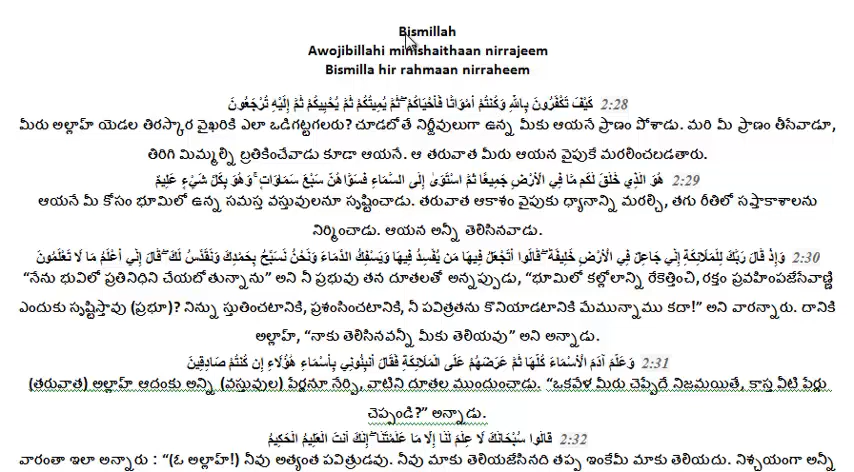 Bismillah
Awojibillahi minishaithaan nirrajeem
Bismilla hir rahmaan nirraheem
كَيْفَ تَكْفُرُونَ بِاللَّهِ وَكُنتُمْ أَمْوَاتًا فَأَحْيَاكُمْ ۖ ثُمَّ يُمِيتُكُمْ ثُمَّ يُحْيِيكُمْ ثُمَّ إِلَيْهِ تُرْجَعُونَ 2:28
మీరు అల్లాహ్ యెడల తిరస్కార వైఖరికి ఎలా ఒడిగట్టగలరు? చూడబోతే నిర్జీవులుగా ఉన్న మీకు ఆయనే ప్రాణం పోశాడు. మరి మీ ప్రాణం తీసేవాడూ,
తిరిగి మిమ్మల్ని బ్రతికించేవాడు కూడా ఆయనే. ఆ తరువాత మీరు ఆయన వైపుకే మరలించబడతారు.
هُوَ الَّذِي خَلَقَ لَكُم مَّا فِي الْأَرْضِ جَمِيعًا ثُمَّ اسْتَوَىٰ إِلَى السَّمَاءِ فَسَوَّاهُنَّ سَبْعَ سَمَاوَاتٍ ۚ وَهُوَ بِكُلِّ شَيْءٍ عَلِيمٌ 2:29
ఆయనే మీ కోసం భూమిలో ఉన్న సమస్త వస్తువులనూ సృష్టించాడు. తరువాత ఆకాశం వైపుకు ధ్యానాన్ని మరల్చి, తగు రీతిలో సప్తాకాశాలను
నిర్మించాడు. ఆయన అన్నీ తెలిసినవాడు.
وَإِذْ قَالَ رَبُّكَ لِلْمَلَائِكَةِ إِنِّي جَاعِلٌ فِي الْأَرْضِ خَلِيفَةً ۖ قَالُوا أَتَجْعَلُ فِيهَا مَن يُفْسِدُ فِيهَا وَيَسْفِكُ الدِّمَاءَ وَنَحْنُ نُسَبِّحُ بِحَمْدِكَ وَنُقَدِّسُ لَكَ ۖ قَالَ إِنِّي أَعْلَمُ مَا لَا تَعْلَمُونَ 2:30
“నేను భువిలో ప్రతినిధిని చేయబోతున్నాను” అని నీ ప్రభువు తన దూతలతో అన్నప్పుడు, “భూమిలో కల్లోలాన్ని రేకెత్తించి, రక్తం ప్రవహింపజేసేవాణ్ణి
ఎందుకు సృష్టిస్తావు (ప్రభూ)? నిన్ను స్తుతించటానికి, ప్రశంసించటానికి, నీ పవిత్రతను కొనియాడటానికి మేమున్నాము కదా!” అని వారన్నారు. దానికి
అల్లాహ్, “నాకు తెలిసినవన్నీ మీకు తెలియవు” అని అన్నాడు.
وَعَلَّمَ آدَمَ الْأَسْمَاءَ كُلَّهَا ثُمَّ عَرَضَهُمْ عَلَى الْمَلَائِكَةِ فَقَالَ أَنبِئُونِي بِأَسْمَاءِ هَٰؤُلَاءِ إِن كُنتُمْ صَادِقِينَ 2:31
(తరువాత) అల్లాహ్ ఆదంకు అన్ని (వస్తువుల) పేర్లనూ నేర్పి, వాటిని దూతల ముందుంచాడు. “ఒకవేళ మీరు చెప్పేదే నిజమయితే, కాస్త వీటి పేర్లు
చెప్పండి?” అన్నాడు.
قَالُوا سُبْحَانَكَ لَا عِلْمَ لَنَا إِلَّا مَا عَلَّمْتَنَا ۖ إِنَّكَ أَنتَ الْعَلِيمُ الْحَكِيمُ 2:32
వారంతా ఇలా అన్నారు : “(ఓ అల్లాహ్!) నీవు అత్యంత పవిత్రుడవు. నీవు మాకు తెలియజేసినది తప్ప ఇంకేమీ మాకు తెలియదు. నిశ్చయంగా అన్నీ